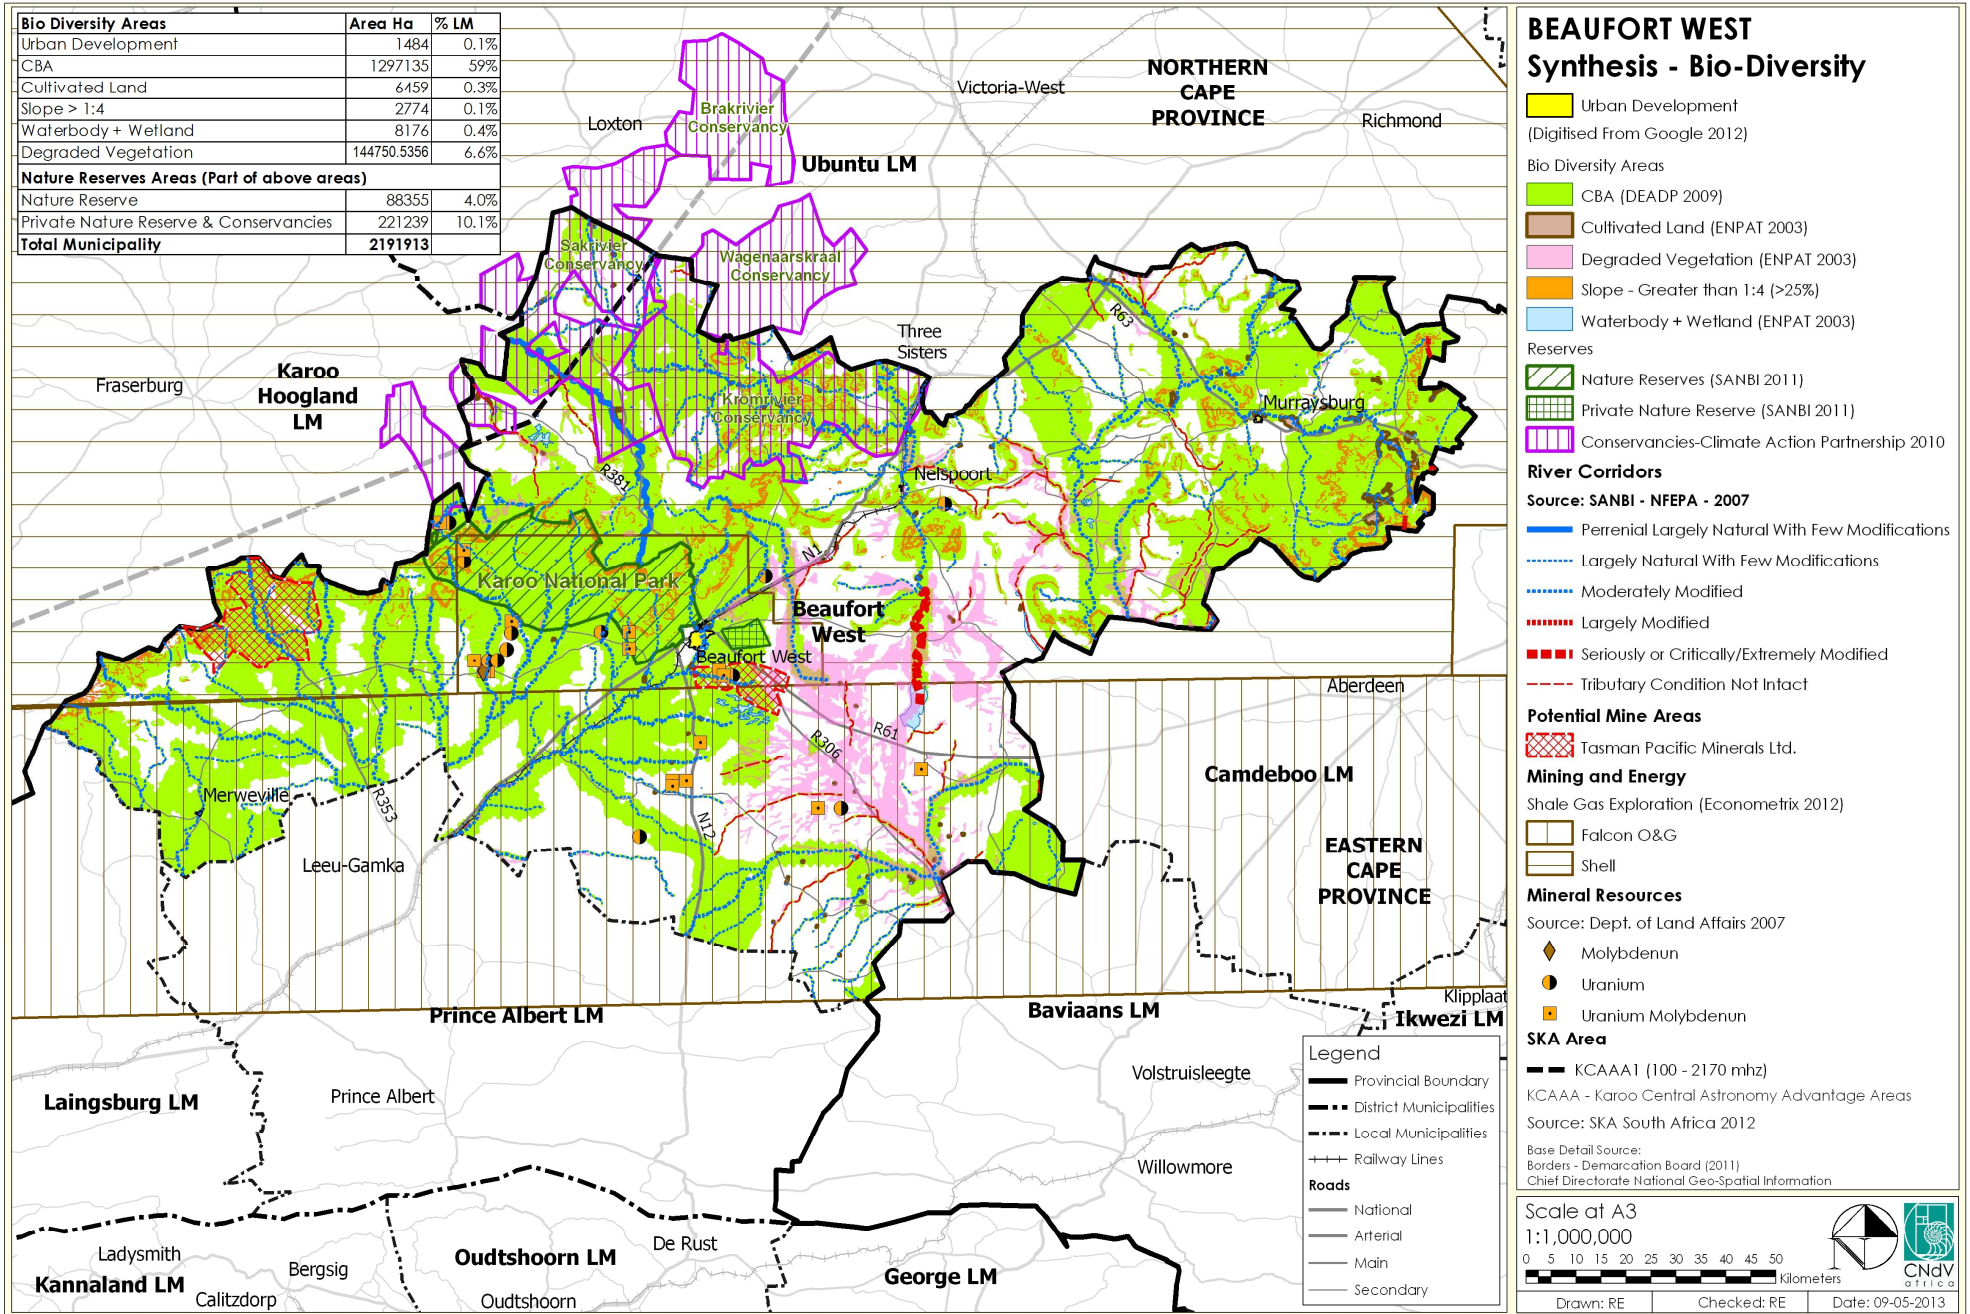 Bio Diversity Areas Area Ha % LM
Urban Development 1484 0.1%
CBA 1297135 59%
Cultivated Land 6459 0.3%
Slope > 1:4 2774 0.1%
Waterbody + Wetland 8176 0.4%
Degraded Vegetation 144750.5356 6.6%
Nature Reserves Areas (Part of above areas)
Nature Reserve 88355 4.0%
Private Nature Reserve & Conservancies 221239 10.1%
Total Municipality 2191913
NORTHERN
CAPE
PROVINCE
Victoria-West
Richmond
Loxton
Brakrivier
Conservancy
Ubuntu LM
Sakrivier
Conservancy
Wagenaarskraal
Conservancy
Three
Sisters
R63
Fraserburg
Karoo
Hoogland
LM
Kromrivier
Conservancy
Murraysburg
R381
Nelspoort
N1
Karoo National Park
Beaufort
West
Beaufort West
Aberdeen
R61
R306
Camdeboo LM
Merweville
R353
N12
Leeu-Gamka
EASTERN
CAPE
PROVINCE
Prince Albert LM
Baviaans LM
Klipplaat
Ikwezi LM
Laingsburg LM
Prince Albert
Volstruisleegte
Willowmore
Ladysmith
Kannaland LM
Bergsig
Calitzdorp
Oudtshoorn LM
Oudtshoorn
De Rust
George LM
Legend
Provincial Boundary
District Municipalities
Local Municipalities
Railway Lines
Roads
National
Arterial
Main
Secondary
BEAUFORT WEST
Synthesis - Bio-Diversity
Urban Development
(Digitised From Google 2012)
Bio Diversity Areas
CBA (DEADP 2009)
Cultivated Land (ENPAT 2003)
Degraded Vegetation (ENPAT 2003)
Slope - Greater than 1:4 (>25%)
Waterbody + Wetland (ENPAT 2003)
Reserves
Nature Reserves (SANBI 2011)
Private Nature Reserve (SANBI 2011)
Conservancies-Climate Action Partnership 2010
River Corridors
Source: SANBI - NFEPA - 2007
Perrenial Largely Natural With Few Modifications
Largely Natural With Few Modifications
Moderately Modified
Largely Modified
Seriously or Critically/Extremely Modified
Tributary Condition Not Intact
Potential Mine Areas
Tasman Pacific Minerals Ltd.
Mining and Energy
Shale Gas Exploration (Econometrix 2012)
Falcon O&G
Shell
Mineral Resources
Source: Dept. of Land Affairs 2007
Molybdenun
Uranium
Uranium Molybdenun
SKA Area
KCAAA1 (100 - 2170 mhz)
KCAAA - Karoo Central Astronomy Advantage Areas
Source: SKA South Africa 2012
Base Detail Source:
Borders - Demarcation Board (2011)
Chief Directorate National Geo-Spatial Information
Scale at A3
1:1,000,000
0 5 10 15 20 25 30 35 40 45 50
Kilometers
CNdV
africa
Drawn: RE Checked: RE Date: 09-05-2013